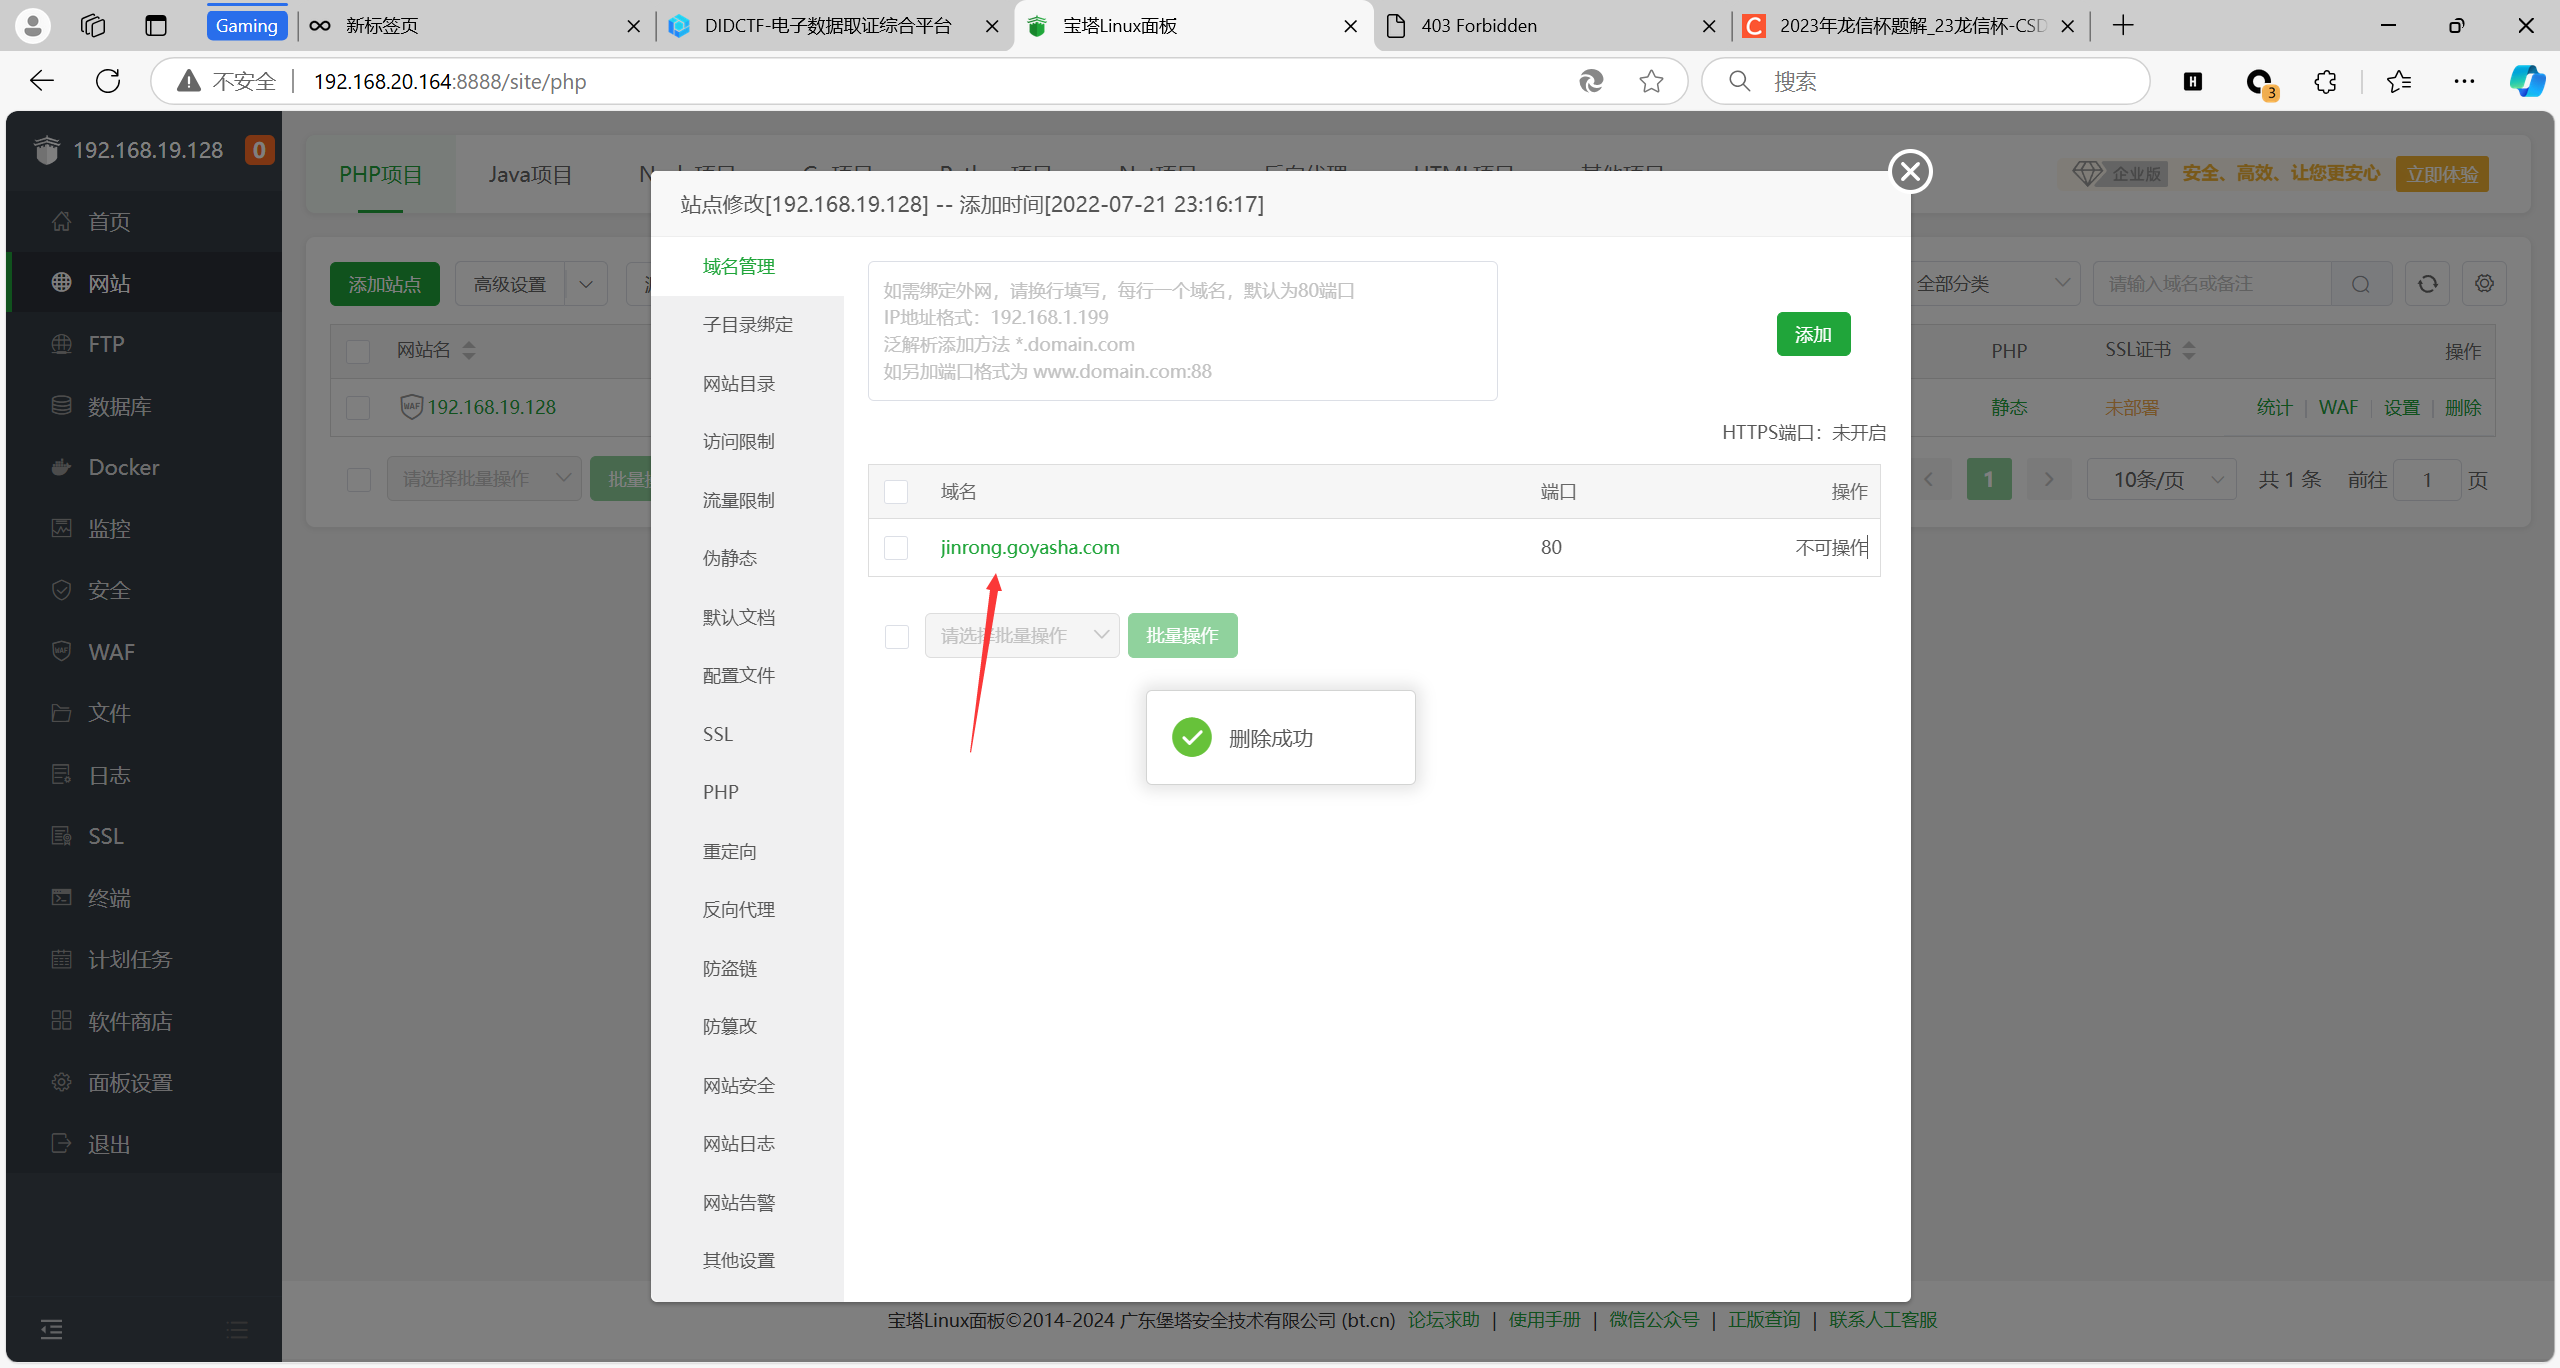 Gaming
新标签页
DIDCTF-电子数据取证综合平台
宝塔Linux面板
403 Forbidden
2023年龙信杯题解_23龙信杯-CSD
不安全
192.168.20.164:8888/site/php
搜索
3
192.168.19.128
0
首页
网站
FTP
数据库
Docker
监控
安全
WAF
文件
日志
SSL
终端
计划任务
软件商店
面板设置
退出
PHP项目
Java项目
企业版
安全、高效、让您更安心
立即体验
添加站点
高级设置
全部分类
请输入域名或备注
网站名
PHP
SSL证书
操作
WAF
192.168.19.128
静态
未部署
统计 | WAF | 设置 | 删除
请选择批量操作
1
10条/页
共 1 条
前往
1
页
站点修改[192.168.19.128] -- 添加时间[2022-07-21 23:16:17]
域名管理
子目录绑定
网站目录
访问限制
流量限制
伪静态
默认文档
配置文件
SSL
PHP
重定向
反向代理
防盗链
防篡改
网站安全
网站日志
网站告警
其他设置
如需绑定外网，请换行填写，每行一个域名，默认为80端口
IP地址格式：192.168.1.199
泛解析添加方法 *.domain.com
如另加端口格式为 www.domain.com:88
添加
HTTPS端口：未开启
域名
端口
操作
jinrong.goyasha.com
80
不可操作
请选择批量操作
批量操作
删除成功
宝塔Linux面板©2014-2024 广东堡塔安全技术有限公司 (bt.cn)
论坛求助 | 使用手册 | 微信公众号 | 正版查询 | 联系人工客服